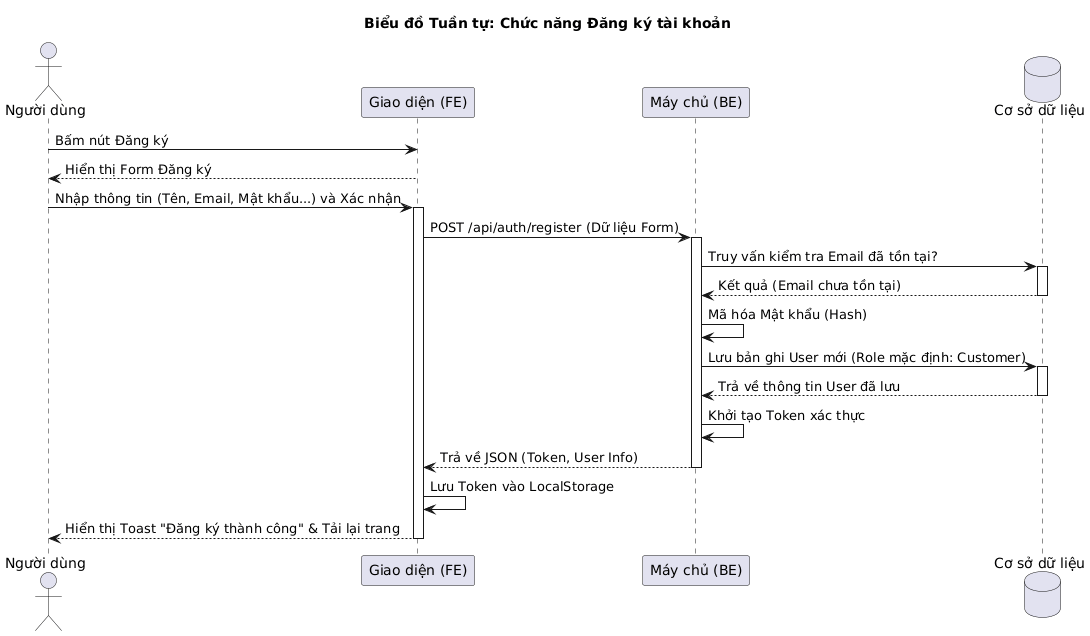 Biểu đồ Tuần tự: Chức năng Đăng ký tài khoản
Người dùng
Giao diện (FE)
Máy chủ (BE)
Cơ sở dữ liệu
Bấm nút Đăng ký
Hiển thị Form Đăng ký
Nhập thông tin (Tên, Email, Mật khẩu...) và Xác nhận
POST /api/auth/register (Dữ liệu Form)
Truy vấn kiểm tra Email đã tồn tại?
Kết quả (Email chưa tồn tại)
Mã hóa Mật khẩu (Hash)
Lưu bản ghi User mới (Role mặc định: Customer)
Trả về thông tin User đã lưu
Khởi tạo Token xác thực
Trả về JSON (Token, User Info)
Lưu Token vào LocalStorage
Hiển thị Toast "Đăng ký thành công" & Tải lại trang
Người dùng
Giao diện (FE)
Máy chủ (BE)
Cơ sở dữ liệu